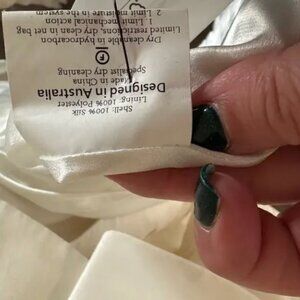 Shell: 100% Silk
Lining: 100% Polyester
Designed in Australia
Made in China
Specialist dry cleaning
F
Dry cleanable in hydrocarbon
Limited restrictions, dry clean in net bag
1. Limit mechanical action
2. Limit moisture in the system